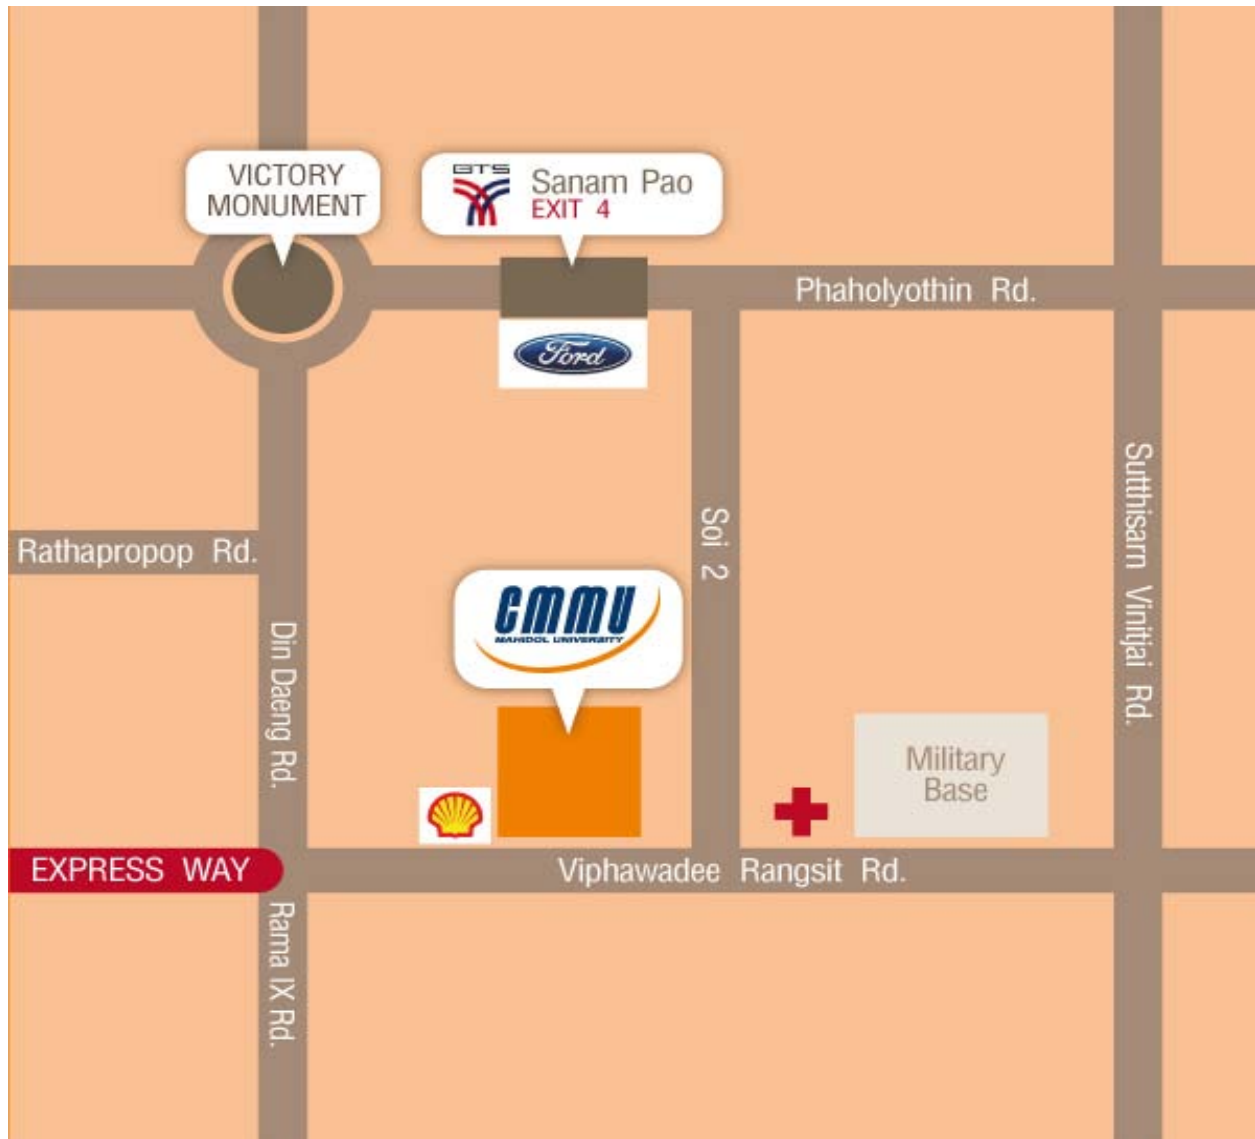 VICTORY
MONUMENT
BTS
Sanam Pao
EXIT 4
Phaholyothin Rd.
Ford
Sutthisarn Vinitjai Rd.
Soi 2
Rathapropop Rd.
CMMU
MAHIDOL UNIVERSITY
Din Daeng Rd.
Military
Base
EXPRESS WAY
Viphawadee Rangsit Rd.
Rama IX Rd.